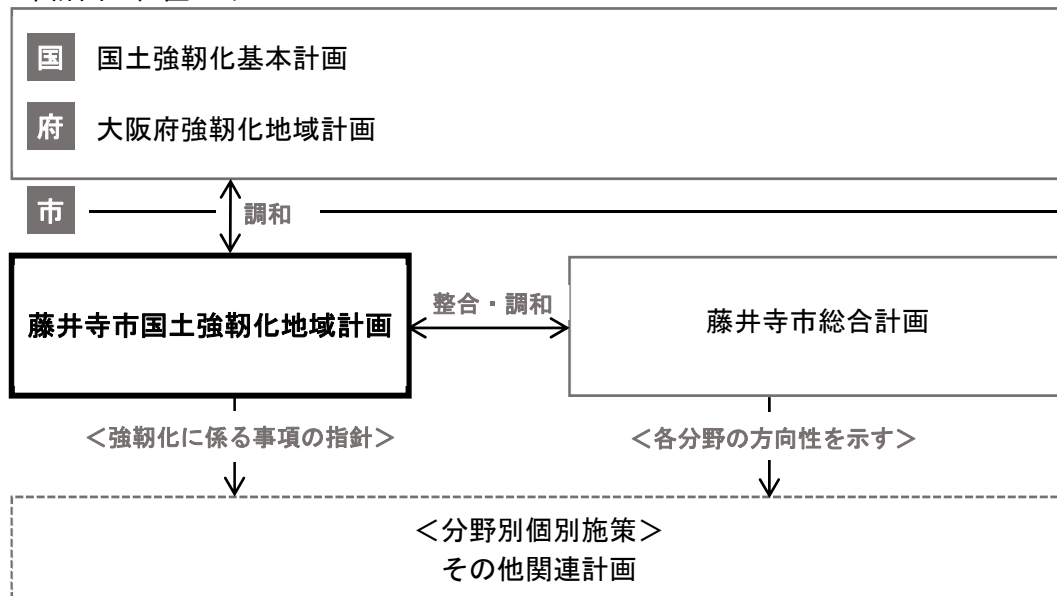 国 国土強靱化基本計画
府 大阪府強靱化地域計画
市
調和
藤井寺市国土強靱化地域計画
整合・調和
藤井寺市総合計画
＜強靱化に係る事項の指針＞
＜各分野の方向性を示す＞
＜分野別個別施策＞
その他関連計画